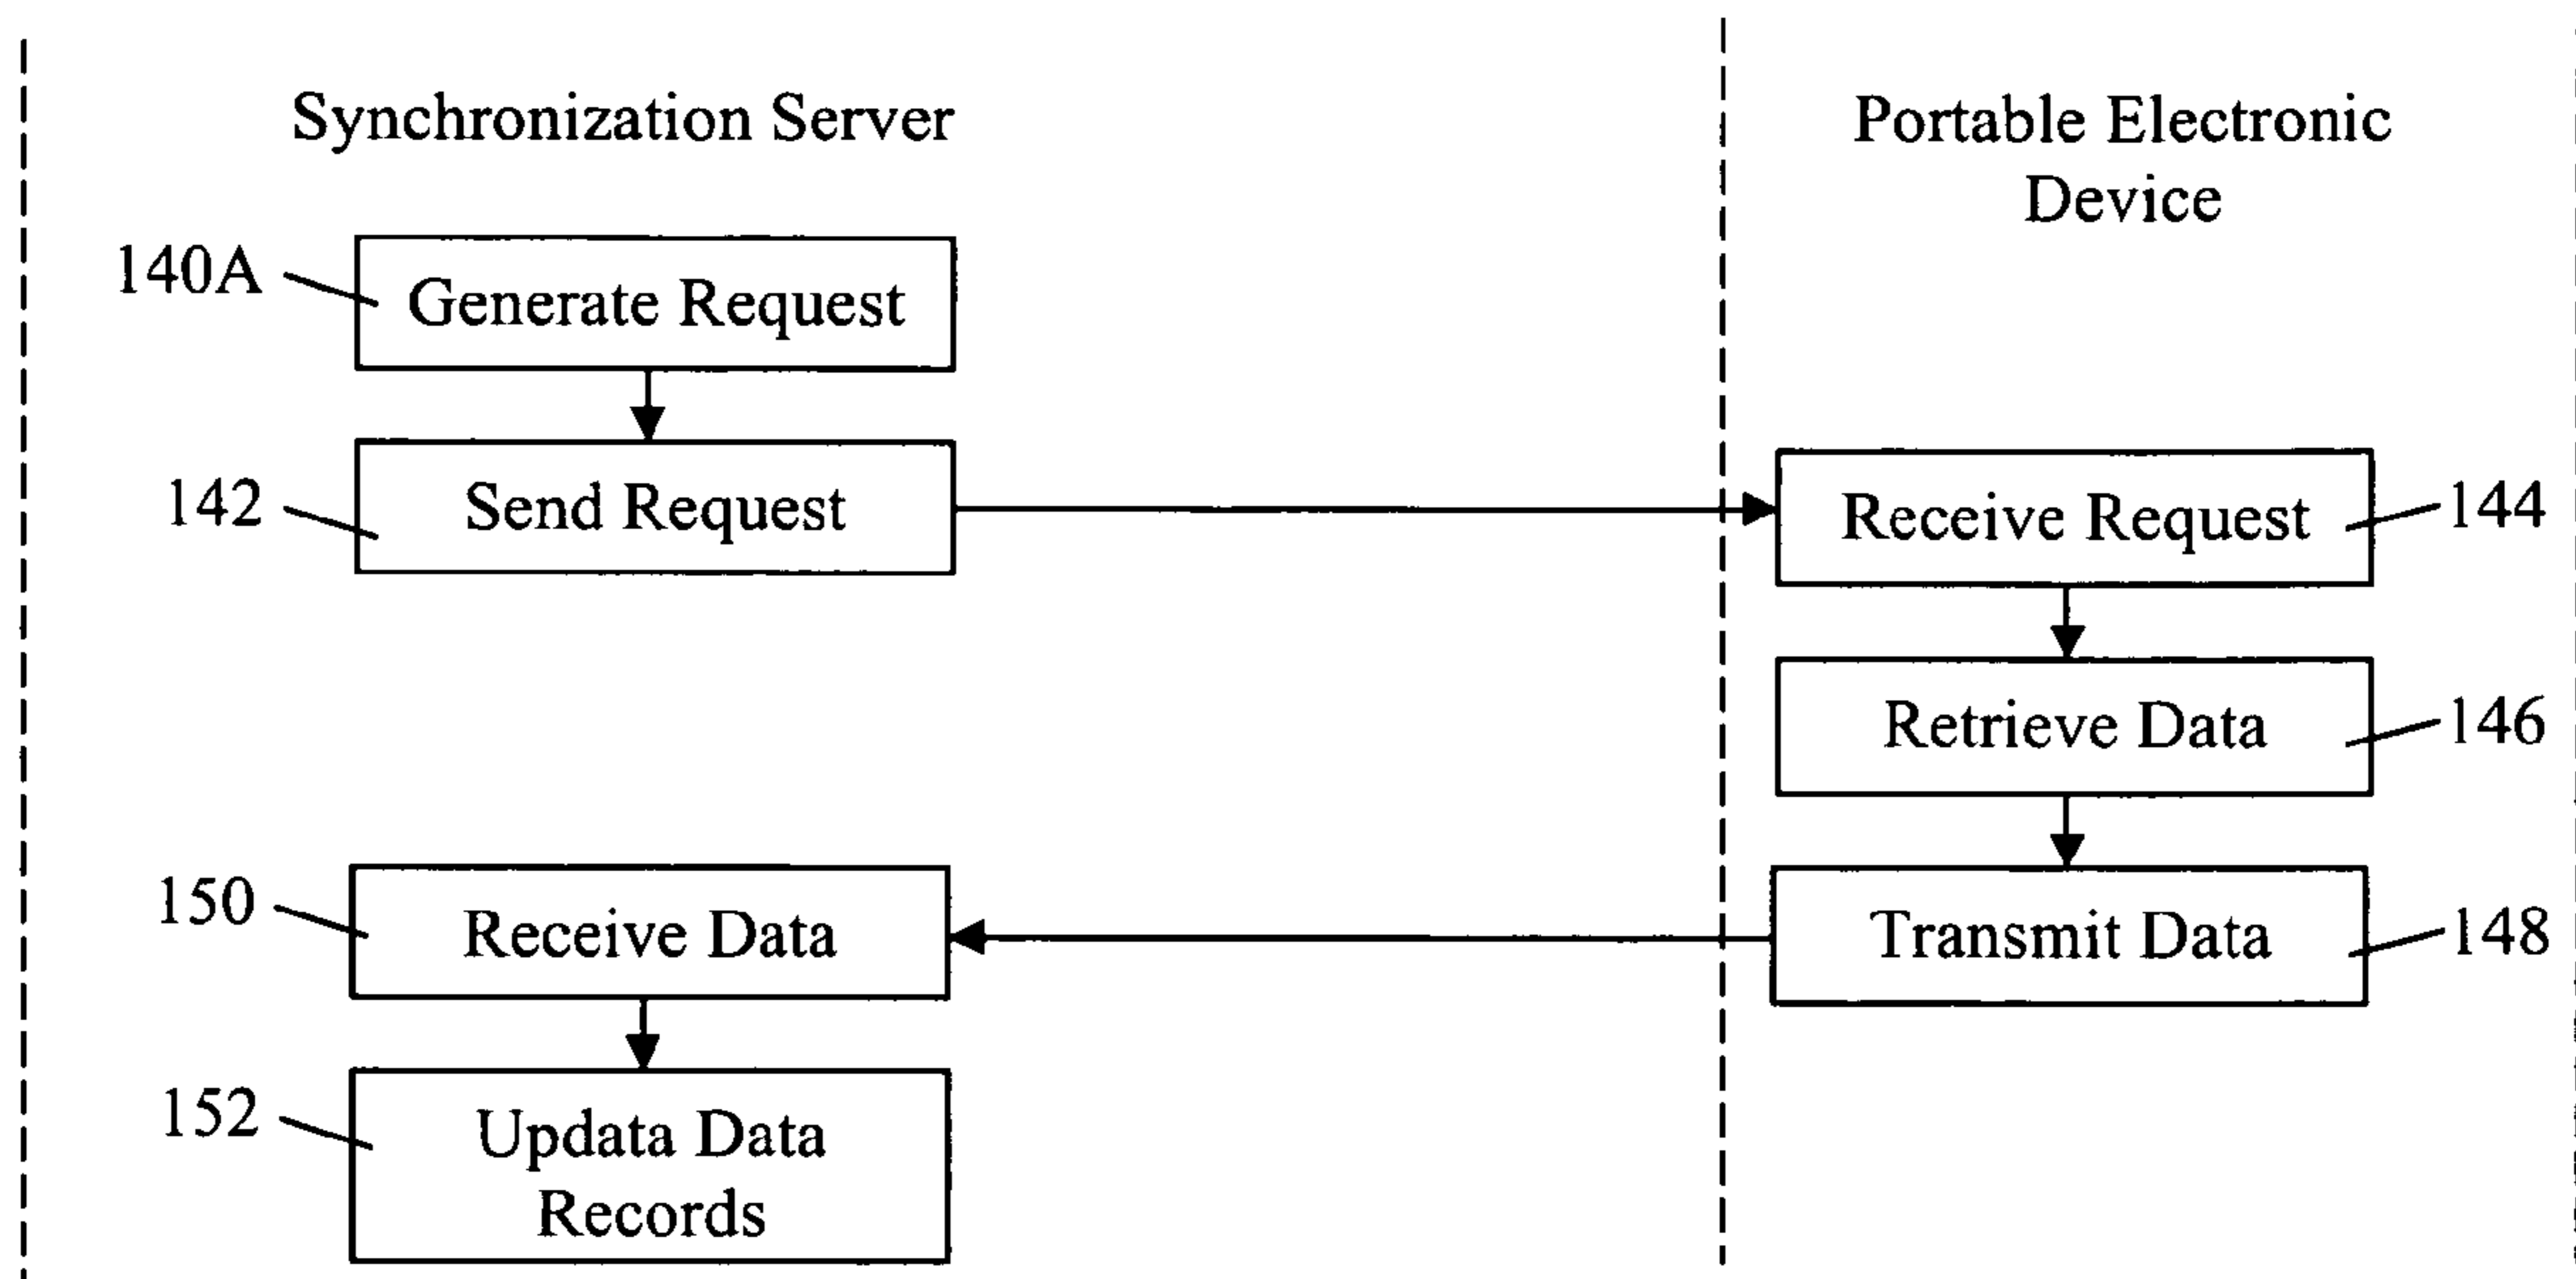 Synchronization Server
Portable Electronic
Device
140A
Generate Request
142
Send Request
Receive Request
144
Retrieve Data
146
150
Receive Data
Transmit Data
148
152
Updata Data
Records